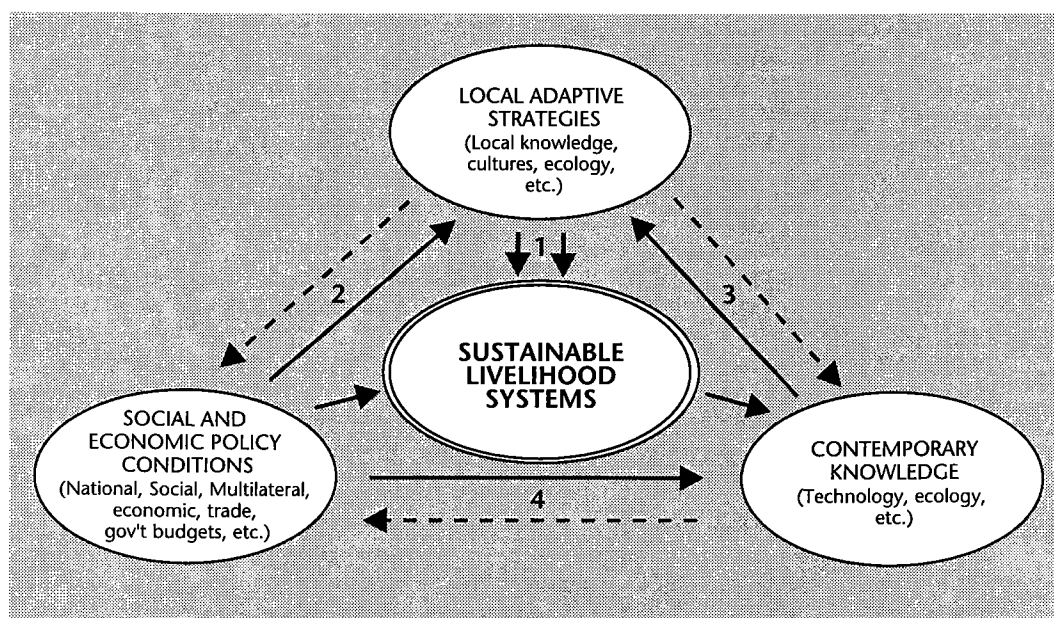 LOCAL ADAPTIVE
STRATEGIES
(Local knowledge,
cultures, ecology,
etc.)
1
2
3
SUSTAINABLE
LIVELIHOOD
SYSTEMS
SOCIAL AND
ECONOMIC POLICY
CONDITIONS
(National, Social, Multilateral,
economic, trade,
gov't budgets, etc.)
CONTEMPORARY
KNOWLEDGE
(Technology, ecology,
etc.)
4